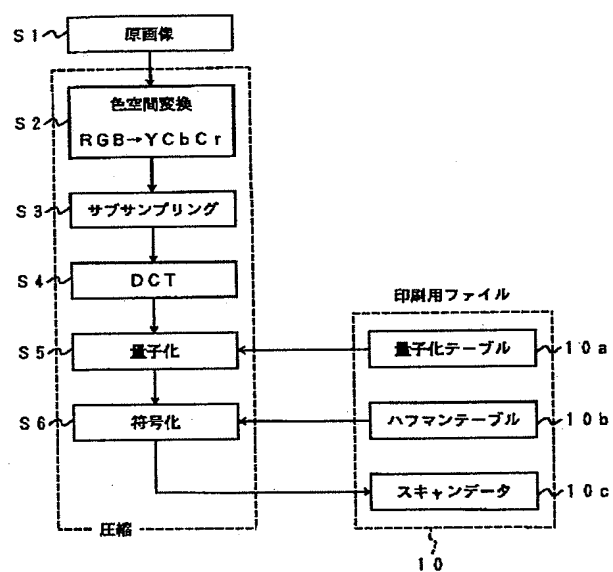 S1 原画像
色空間変換
S2
RGB→YCbCr
S3 サブサンプリング
S4 DCT
印刷用ファイル
S5 量子化
量子化テーブル 10a
S6 符号化
ハフマンテーブル 10b
スキャンデータ 10c
圧縮
10